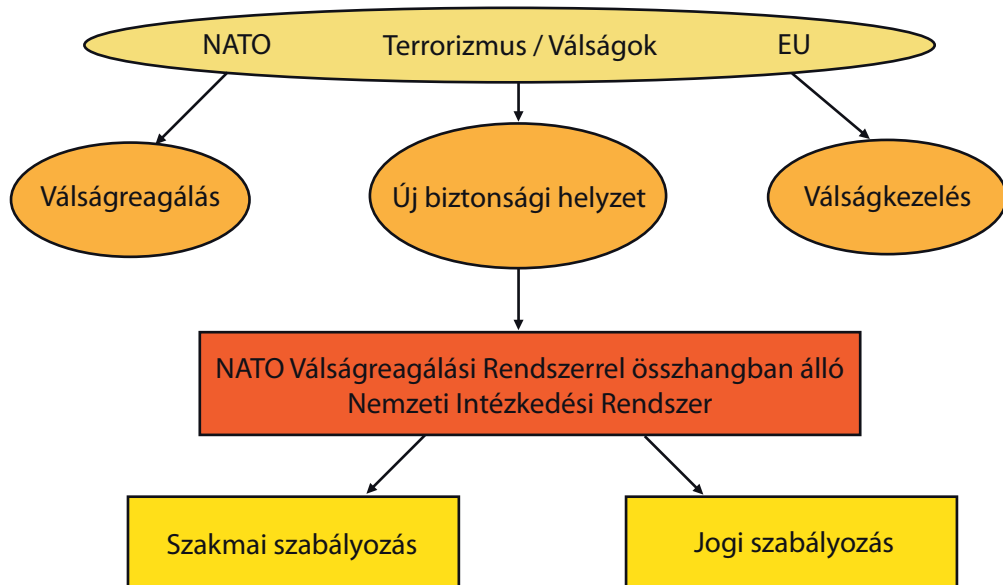 NATO Terrorizmus / Válságok EU
Válságreagálás
Új biztonsági helyzet
Válságkezelés
NATO Válságreagálási Rendszerrel összhangban álló
Nemzeti Intézkedési Rendszer
Szakmai szabályozás
Jogi szabályozás